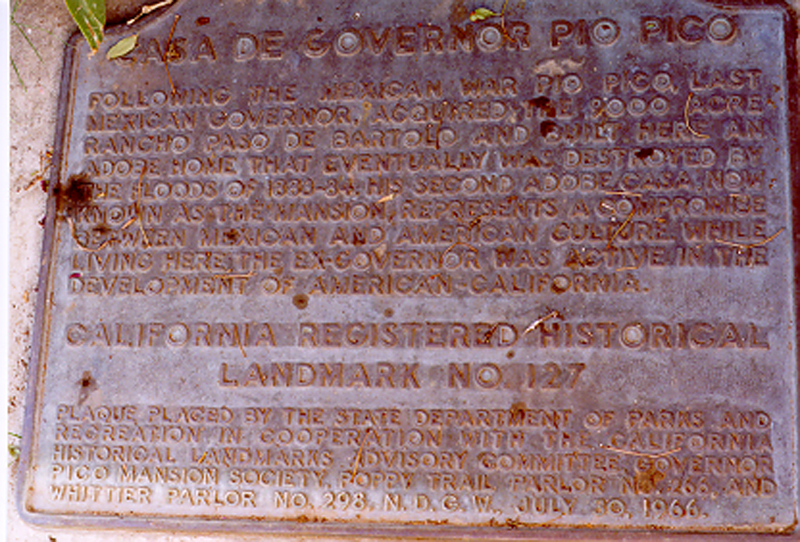 CASA DE GOVERNOR PIO PICO
FOLLOWING THE MEXICAN WAR PIO PICO, LAST
MEXICAN GOVERNOR, ACQUIRED THE 9000 ACRE
RANCHO PASO DE BARTOLO AND BUILT HERE AN
ADOBE HOME THAT EVENTUALLY WAS DESTROYED BY
THE FLOODS OF 1883-84. HIS SECOND ADOBE CASA, NOW
KNOWN AS THE MANSION, REPRESENTS A COMPROMISE
BETWEEN MEXICAN AND AMERICAN CULTURE. WHILE
LIVING HERE THE EX-GOVERNOR WAS ACTIVE IN THE
DEVELOPMENT OF AMERICAN-CALIFORNIA.
CALIFORNIA REGISTERED HISTORICAL
LANDMARK NO. 127
PLAQUE PLACED BY THE STATE DEPARTMENT OF PARKS AND
RECREATION IN COOPERATION WITH THE CALIFORNIA
HISTORICAL LANDMARKS ADVISORY COMMITTEE, GOVERNOR
PICO MANSION SOCIETY, POPPY TRAIL PARLOR NO. 266, AND
WHITTIER PARLOR NO. 298, N.D.G.W., JULY 30, 1966.